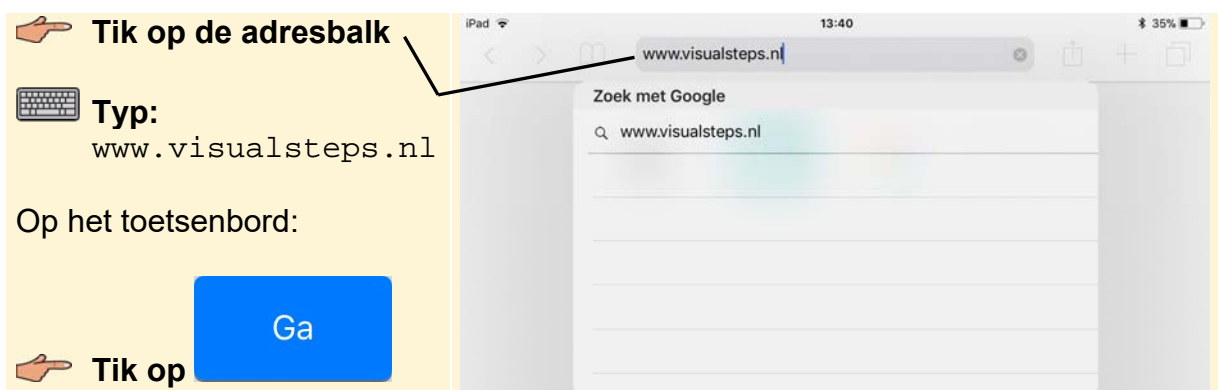 Tik op de adresbalk
Typ:
www.visualsteps.nl
Op het toetsenbord:
Ga
Tik op
iPad 13:40 35%
www.visualsteps.nl
Zoek met Google
www.visualsteps.nl